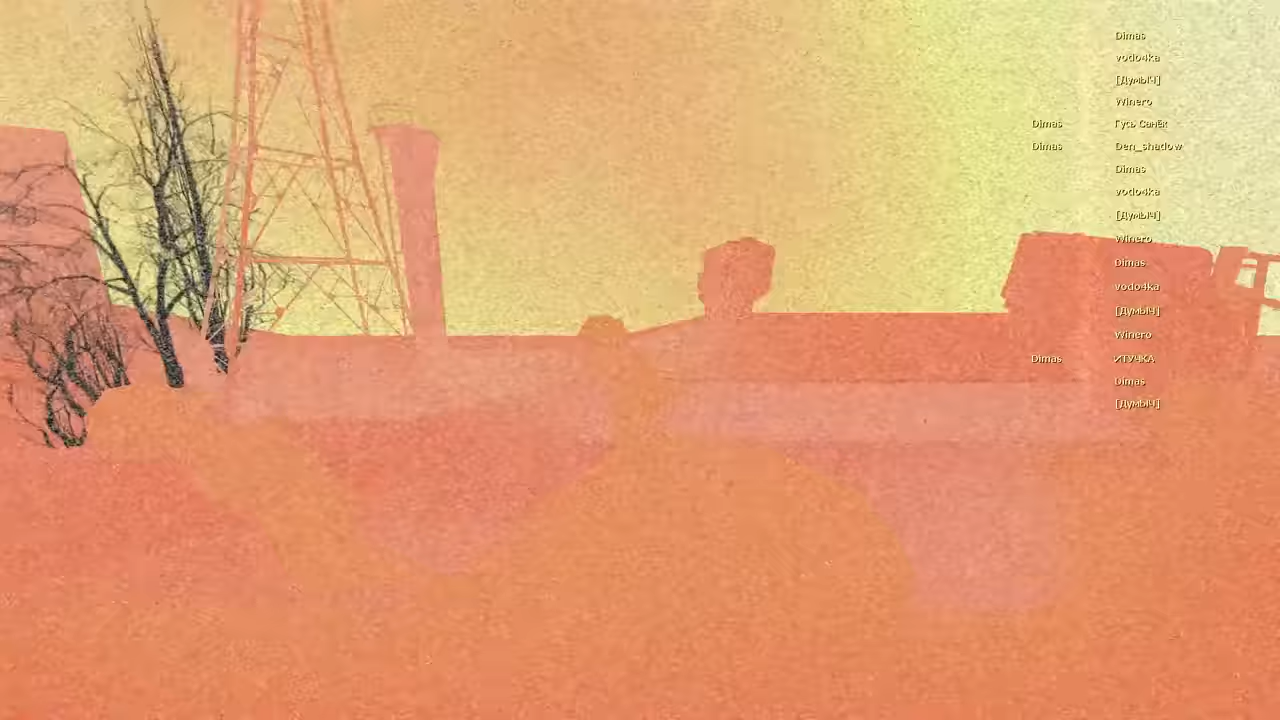 Dimas
vodo4ka
[ДумЫЧ]
Winero
Dimas Гусь Санёк
Dimas Den_shadow
Dimas
vodo4ka
[ДумЫЧ]
Winero
Dimas
vodo4ka
[ДумЫЧ]
Winero
Dimas ИТУЧКА
Dimas
[ДумЫЧ]